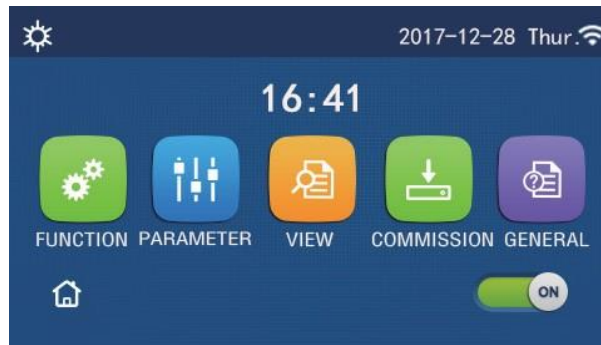 2017-12-28 Thur.
16:41
FUNCTION PARAMETER VIEW COMMISSION GENERAL
ON